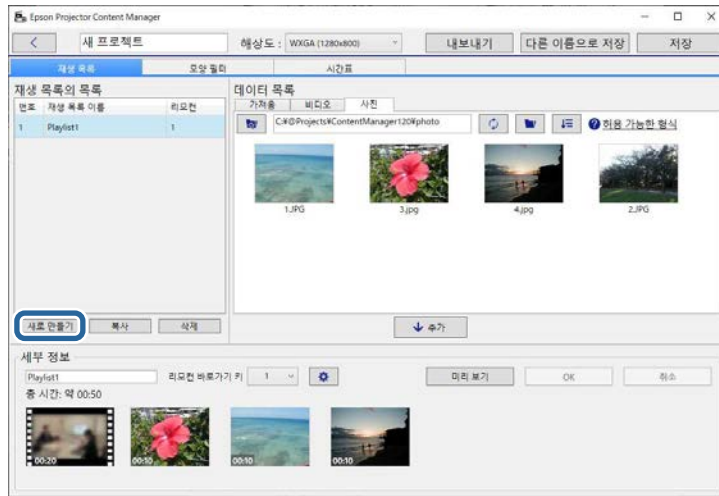 Epson Projector Content Manager
새 프로젝트 해상도 : WXGA (1280x800) 내보내기 다른 이름으로 저장 저장
재생 목록 모양 필터 시간표
재생 목록의 목록 데이터 목록
번호 재생 목록 이름 리모컨 가져옴 비디오 사진
1 Playlist1 1 C:₩@Projects₩ContentManager120₩photo 허용 가능한 형식
1.JPG 3.jpg 4.jpg 2.JPG
새로 만들기 복사 삭제 추가
세부 정보
Playlist1 리모컨 바로가기 키 1 미리 보기 OK 취소
총 시간: 약 00:50
00:20 00:10 00:10 00:10